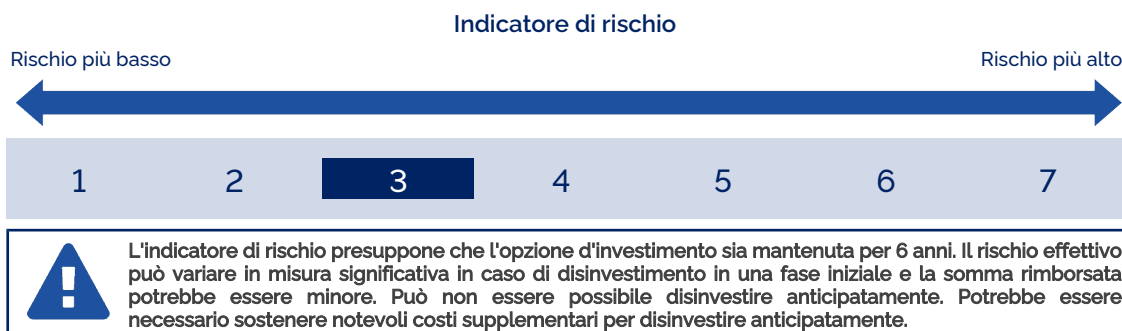 Indicatore di rischio
Rischio più basso Rischio più alto
1 2 3 4 5 6 7
L'indicatore di rischio presuppone che l'opzione d'investimento sia mantenuta per 6 anni. Il rischio effettivo
può variare in misura significativa in caso di disinvestimento in una fase iniziale e la somma rimborsata
potrebbe essere minore. Può non essere possibile disinvestire anticipatamente. Potrebbe essere
necessario sostenere notevoli costi supplementari per disinvestire anticipatamente.